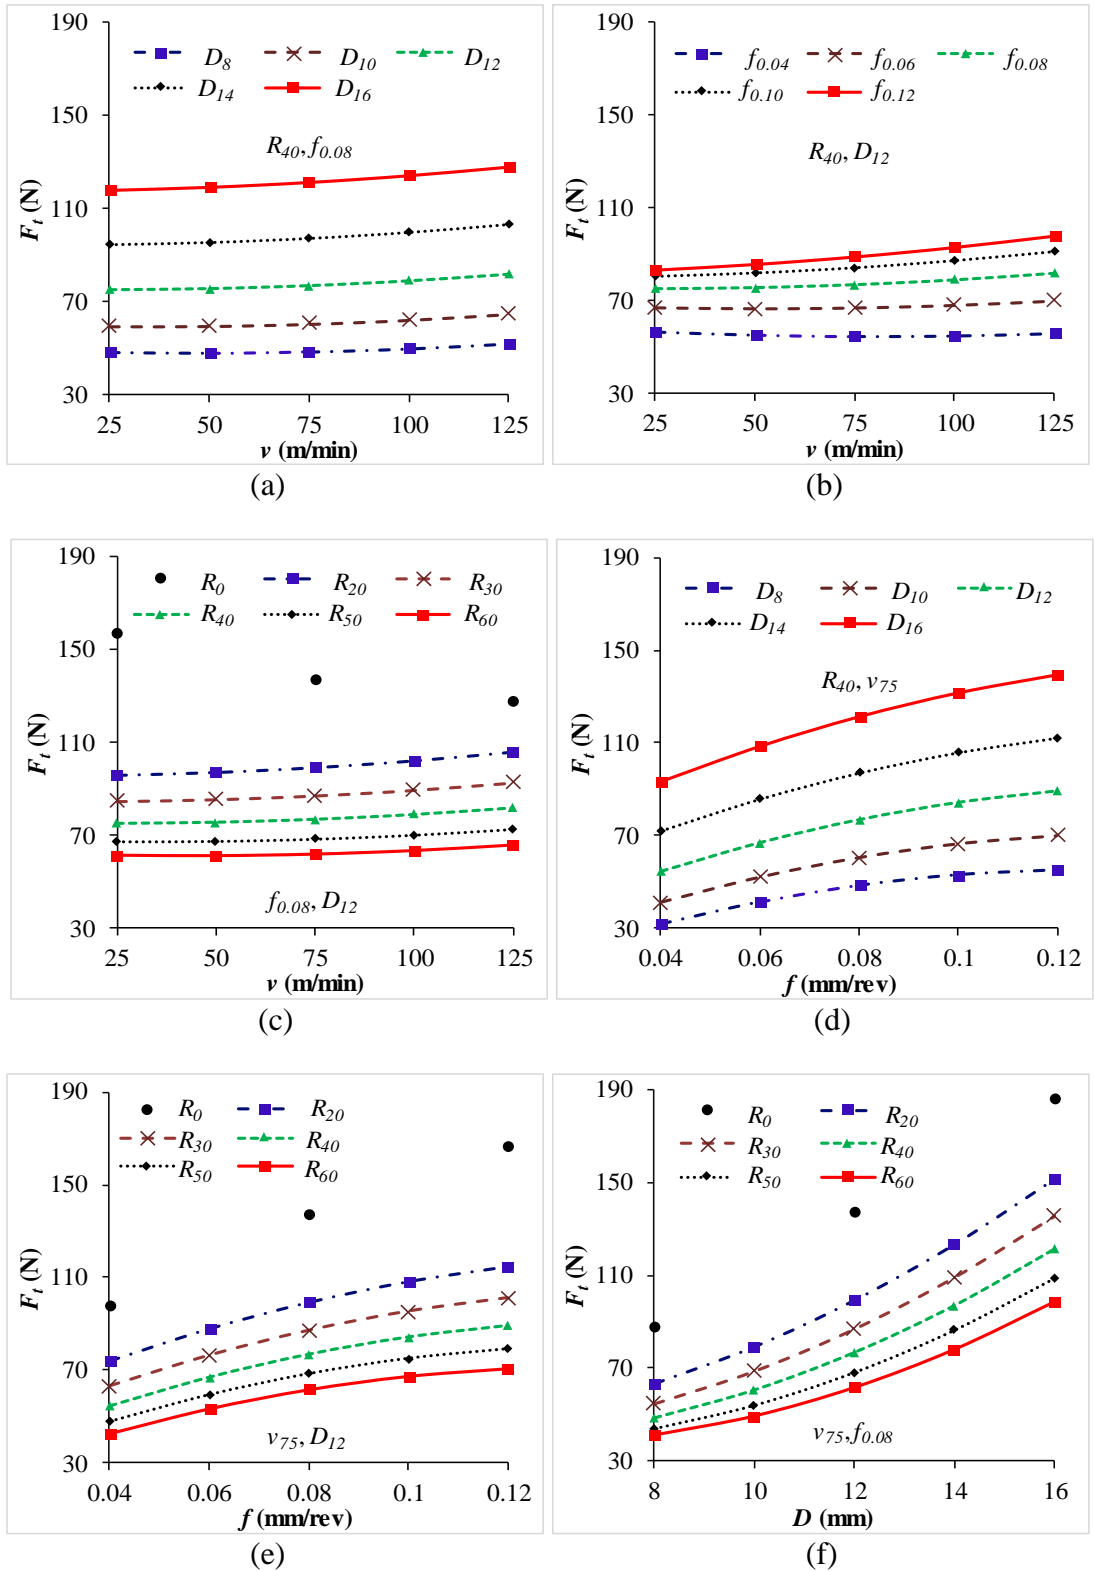 190
150
110
70
30
D8 D10 D12
D14 D16
R40, f0.08
Ft (N)
25 50 75 100 125
v (m/min)
(a)
190
150
110
70
30
f0.04 f0.06 f0.08
f0.10 f0.12
R40, D12
Ft (N)
25 50 75 100 125
v (m/min)
(b)
190
150
110
70
30
R0 R20 R30
R40 R50 R60
f0.08, D12
Ft (N)
25 50 75 100 125
v (m/min)
(c)
190
150
110
70
30
D8 D10 D12
D14 D16
R40, v75
Ft (N)
0.04 0.06 0.08 0.1 0.12
f (mm/rev)
(d)
190
150
110
70
30
R0 R20
R30 R40
R50 R60
v75, D12
Ft (N)
0.04 0.06 0.08 0.1 0.12
f (mm/rev)
(e)
190
150
110
70
30
R0 R20
R30 R40
R50 R60
v75, f0.08
Ft (N)
8 10 12 14 16
D (mm)
(f)